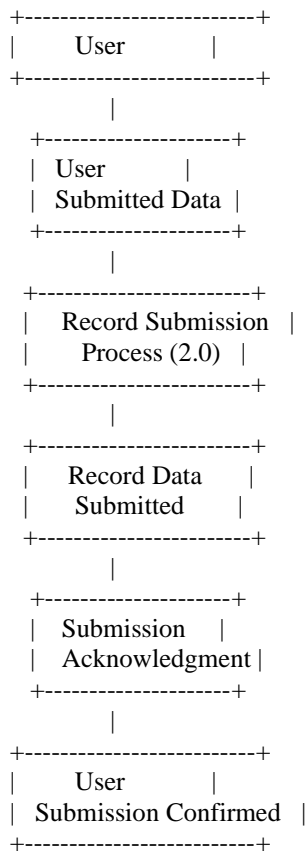 +--------------------------+
|        User            |
+--------------------------+
|
+---------------------+
| User            |
| Submitted Data |
+---------------------+
|
+------------------------+
|    Record Submission  |
|       Process (2.0)   |
+------------------------+
|
+------------------------+
|     Record Data       |
|      Submitted        |
+------------------------+
|
+---------------------+
|  Submission     |
|  Acknowledgment |
+---------------------+
|
+--------------------------+
|        User            |
|  Submission Confirmed  |
+--------------------------+